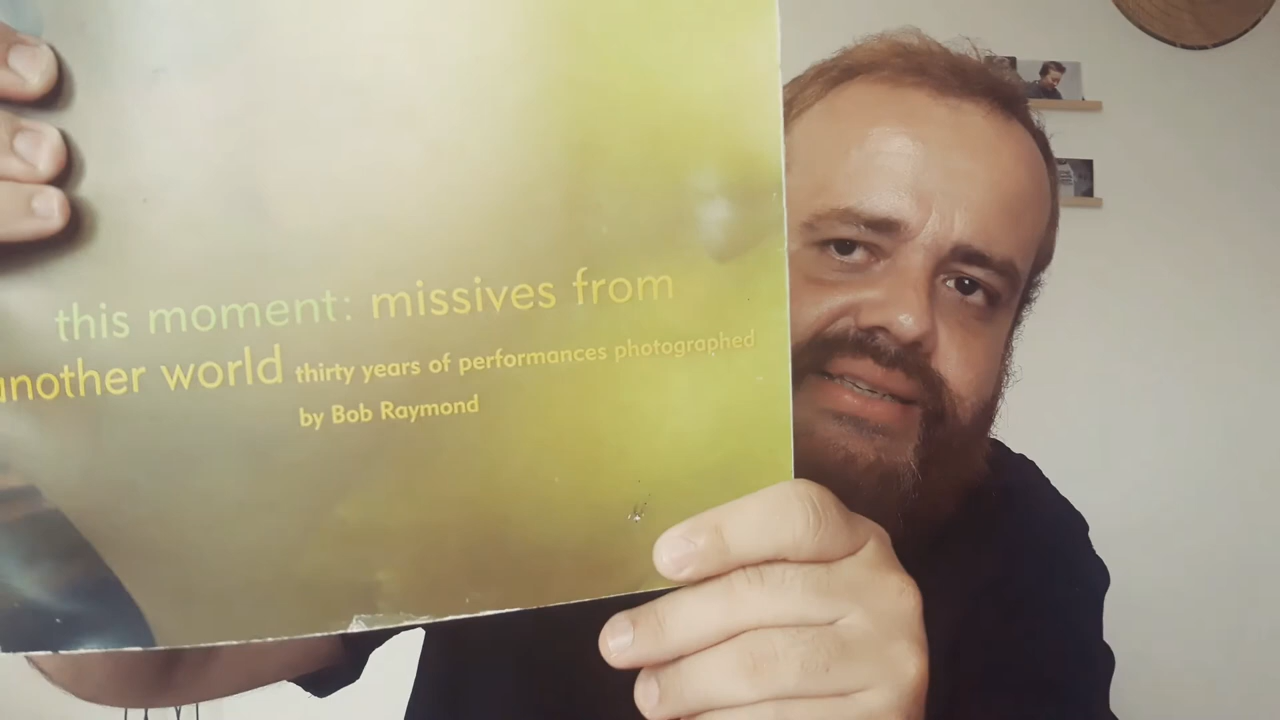 this moment: missives from
another world thirty years of performances photographed
by Bob Raymond